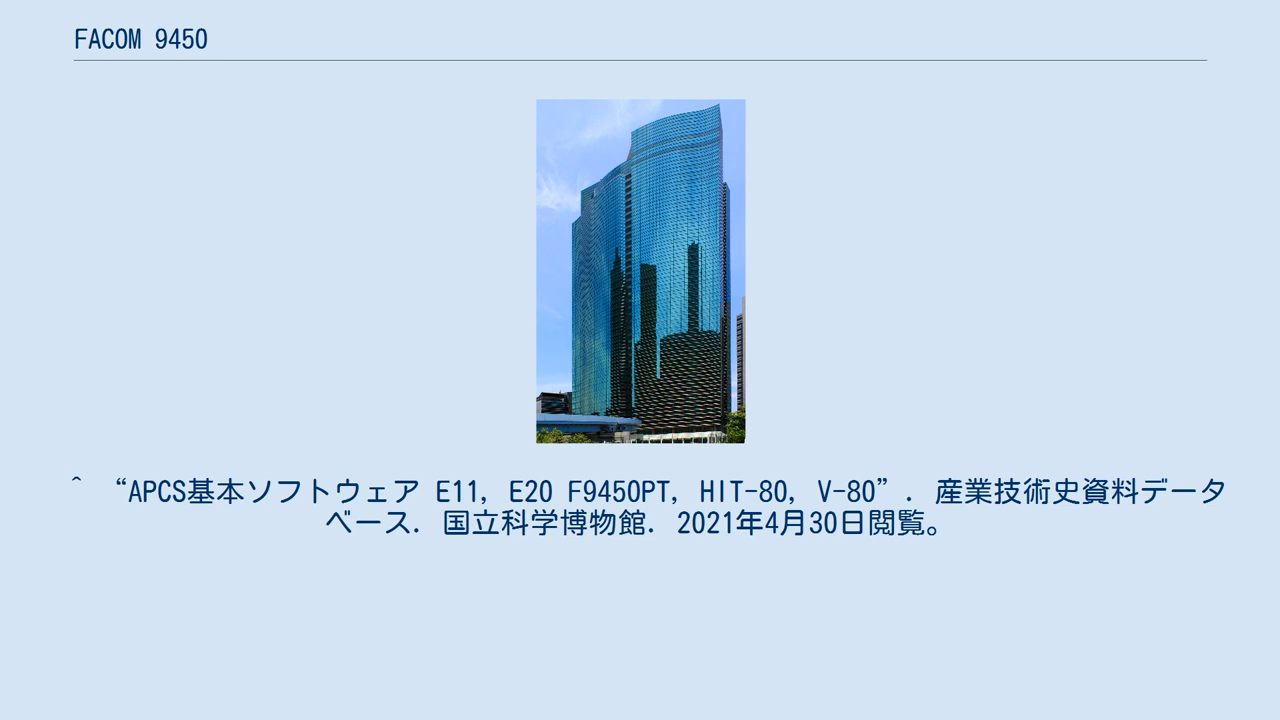 FACOM 9450
^ “APCS基本ソフトウェア E11, E20 F9450PT, HIT-80, V-80”. 産業技術史資料データ
ベース. 国立科学博物館. 2021年4月30日閲覧。